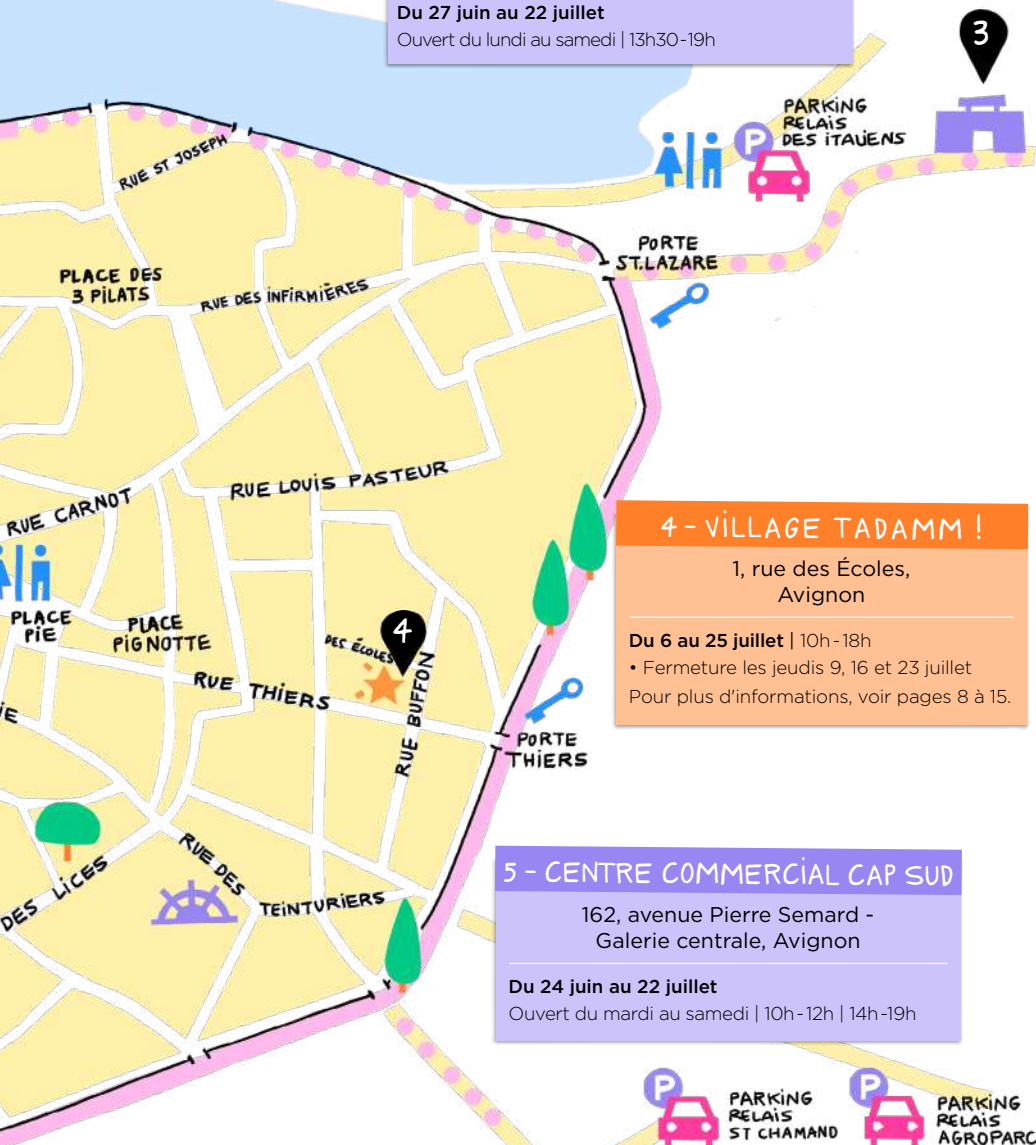 Du 27 juin au 22 juillet
Ouvert du lundi au samedi | 13h30-19h
3
PARKING
RELAIS
DES ITALIENS
P
RUE ST JOSEPH
PORTE
ST.LAZARE
PLACE DES
3 PILATS
RUE DES INFIRMIÈRES
RUE LOUIS PASTEUR
RUE CARNOT
4 - VILLAGE TADAMM !
1, rue des Écoles,
Avignon
Du 6 au 25 juillet | 10h-18h
• Fermeture les jeudis 9, 16 et 23 juillet
Pour plus d'informations, voir pages 8 à 15.
PLACE
PIE
PLACE
PIGNOTTE
4
DES ÉCOLES
RUE THIERS
RUE BUFFON
IE
PORTE
THIERS
DES LICES
RUE DES
TEINTURIERS
5 - CENTRE COMMERCIAL CAP SUD
162, avenue Pierre Semard -
Galerie centrale, Avignon
Du 24 juin au 22 juillet
Ouvert du mardi au samedi | 10h-12h | 14h-19h
P
PARKING
RELAIS
ST CHAMAND
P
PARKING
RELAIS
AGROPARC